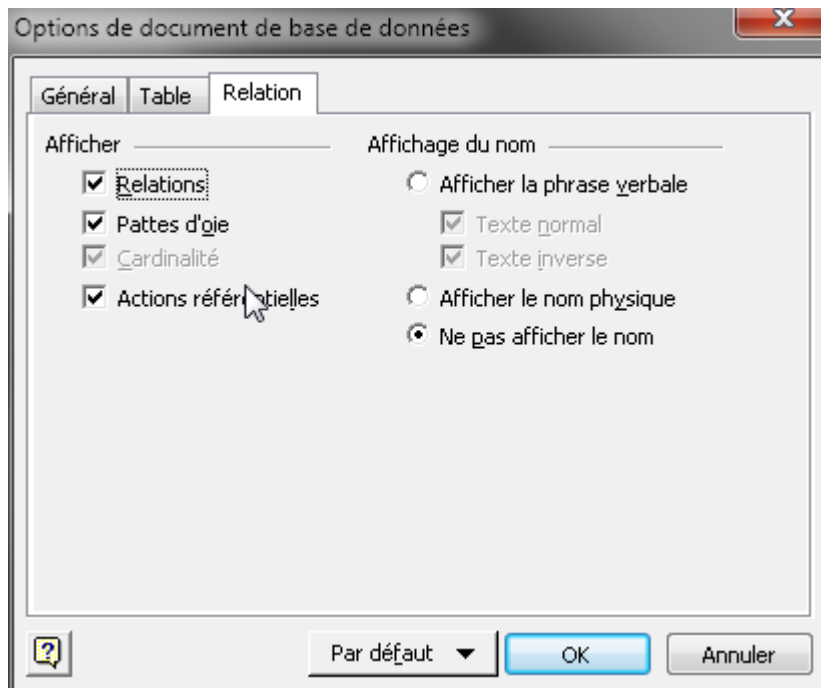 Options de document de base de données
Général Table Relation
Afficher
Relations
Pattes d'oie
Cardinalité
Actions référentielles
Affichage du nom
Afficher la phrase verbale
Texte normal
Texte inverse
Afficher le nom physique
Ne pas afficher le nom
Par défaut OK Annuler